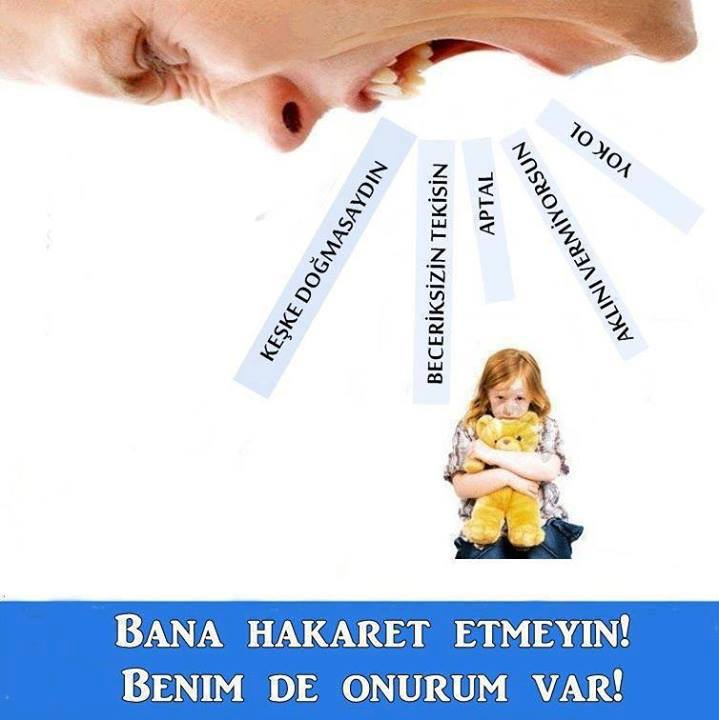 KEŞKE DOĞMASAYDIN
BECERİKSİZİN TEKİSİN
APTAL
AKLINI VERMİYORSUN
YOK OL
BANA HAKARET ETMEYIN!
BENIM DE ONURUM VAR!